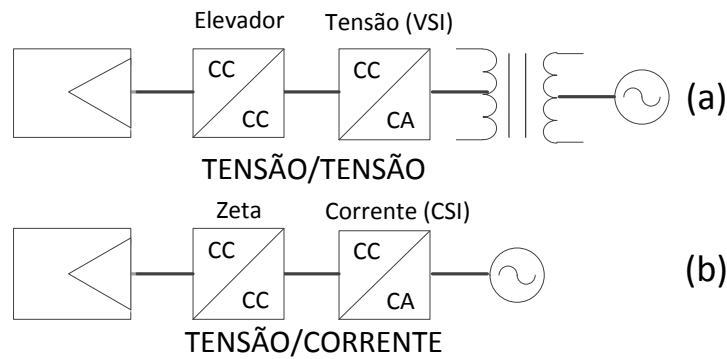 Elevador Tensão (VSI)
CC CC
CC CA
(a)
TENSÃO/TENSÃO
Zeta Corrente (CSI)
CC CC
CC CA
(b)
TENSÃO/CORRENTE